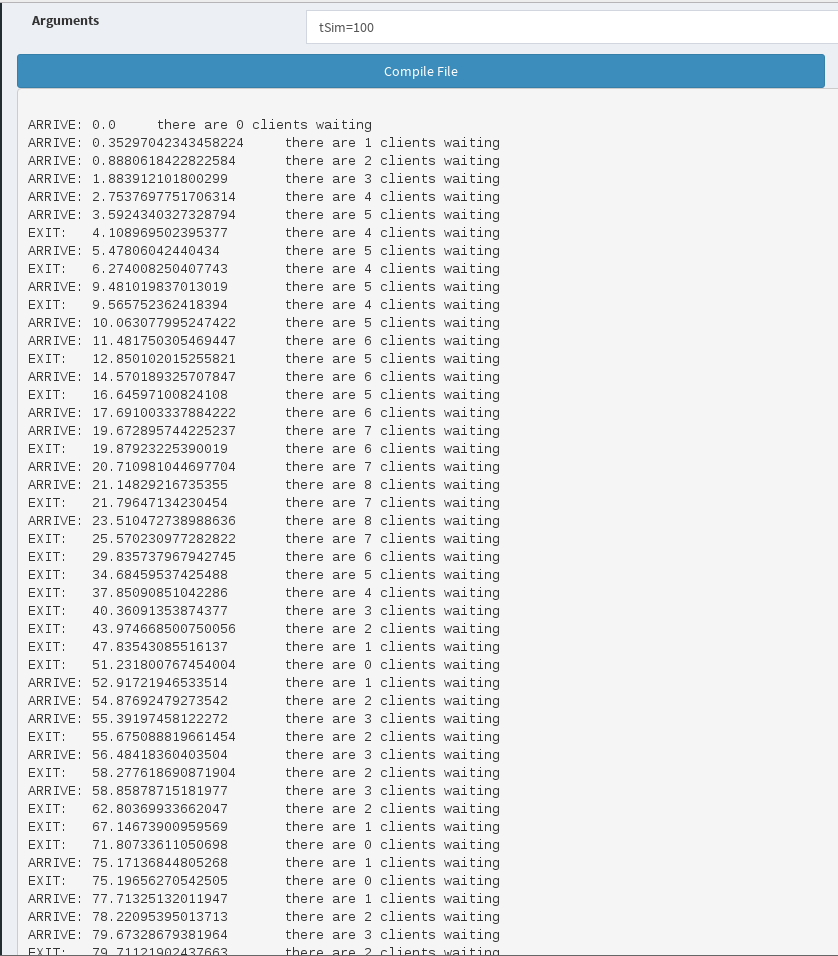 Arguments
tSim=100
Compile File
ARRIVE: 0.0 there are 0 clients waiting
ARRIVE: 0.35297042343458224 there are 1 clients waiting
ARRIVE: 0.8880618422822584 there are 2 clients waiting
ARRIVE: 1.883912101800299 there are 3 clients waiting
ARRIVE: 2.7537697751706314 there are 4 clients waiting
ARRIVE: 3.5924340327328794 there are 5 clients waiting
EXIT: 4.108969502395377 there are 4 clients waiting
ARRIVE: 5.47806042440434 there are 5 clients waiting
EXIT: 6.274008250407743 there are 4 clients waiting
ARRIVE: 9.481019837013019 there are 5 clients waiting
EXIT: 9.565752362418394 there are 4 clients waiting
ARRIVE: 10.063077995247422 there are 5 clients waiting
ARRIVE: 11.481750305469447 there are 6 clients waiting
EXIT: 12.850102015255821 there are 5 clients waiting
ARRIVE: 14.570189325707847 there are 6 clients waiting
EXIT: 16.64597100824108 there are 5 clients waiting
ARRIVE: 17.691003337884222 there are 6 clients waiting
ARRIVE: 19.672895744225237 there are 7 clients waiting
EXIT: 19.87923225390019 there are 6 clients waiting
ARRIVE: 20.710981044697704 there are 7 clients waiting
ARRIVE: 21.14829216735355 there are 8 clients waiting
EXIT: 21.79647134230454 there are 7 clients waiting
ARRIVE: 23.510472738988636 there are 8 clients waiting
EXIT: 25.570230977282822 there are 7 clients waiting
EXIT: 29.835737967942745 there are 6 clients waiting
EXIT: 34.68459537425488 there are 5 clients waiting
EXIT: 37.85090851042286 there are 4 clients waiting
EXIT: 40.36091353874377 there are 3 clients waiting
EXIT: 43.974668500750056 there are 2 clients waiting
EXIT: 47.83543085516137 there are 1 clients waiting
EXIT: 51.231800767454004 there are 0 clients waiting
ARRIVE: 52.91721946533514 there are 1 clients waiting
ARRIVE: 54.87692479273542 there are 2 clients waiting
ARRIVE: 55.39197458122272 there are 3 clients waiting
EXIT: 55.675088819661454 there are 2 clients waiting
ARRIVE: 56.48418360403504 there are 3 clients waiting
EXIT: 58.277618690871904 there are 2 clients waiting
ARRIVE: 58.85878715181977 there are 3 clients waiting
EXIT: 62.80369933662047 there are 2 clients waiting
EXIT: 67.14673900959569 there are 1 clients waiting
EXIT: 71.80733611050698 there are 0 clients waiting
ARRIVE: 75.17136844805268 there are 1 clients waiting
EXIT: 75.19656270542505 there are 0 clients waiting
ARRIVE: 77.71325132011947 there are 1 clients waiting
ARRIVE: 78.22095395013713 there are 2 clients waiting
ARRIVE: 79.67328679381964 there are 3 clients waiting
EXIT: 79.71121902437663 there are 2 clients waiting